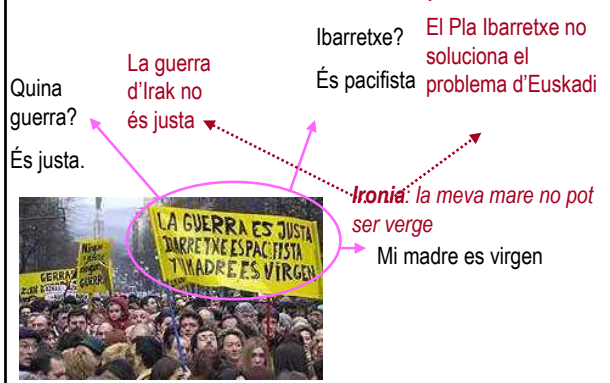 Ibarretxe?
És pacifista
El Pla Ibarretxe no
soluciona el
problema d'Euskadi
La guerra
d'Irak no
és justa
Quina
guerra?
És justa.
Ironia: la meva mare no pot
ser verge
Mi madre es virgen
LA GUERRA ES JUSTA
IBARRETXE ES PACIFISTA
Y MI MADRE ES VIRGEN
GUERRA